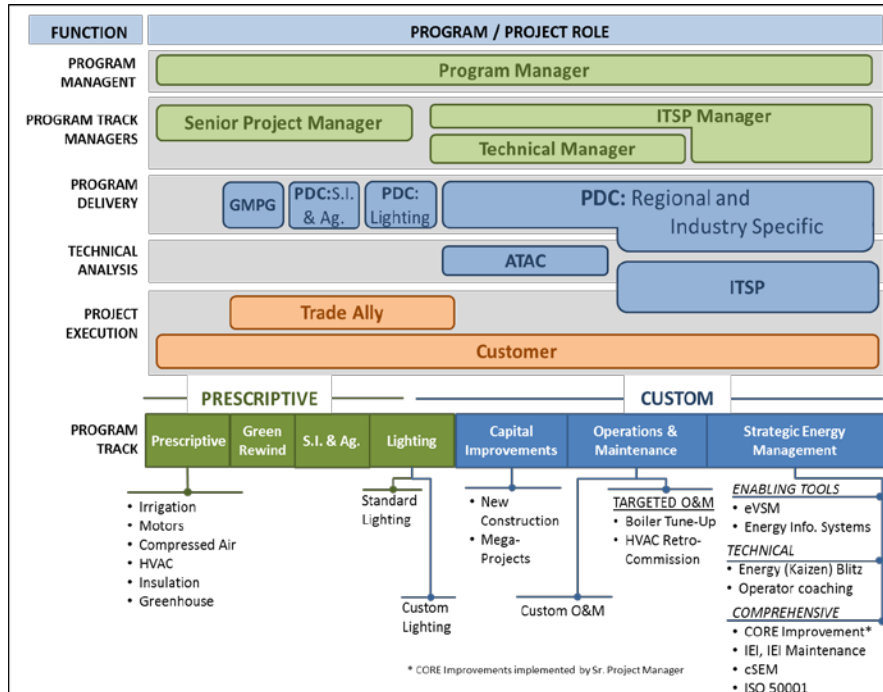 FUNCTION
PROGRAM / PROJECT ROLE
PROGRAM
MANAGENT
Program Manager
PROGRAM TRACK
MANAGERS
Senior Project Manager
ITSP Manager
Technical Manager
PROGRAM
DELIVERY
GMPG
PDC:S.I.
& Ag.
PDC:
Lighting
PDC: Regional and
Industry Specific
TECHNICAL
ANALYSIS
ATAC
ITSP
PROJECT
EXECUTION
Trade Ally
Customer
PRESCRIPTIVE
CUSTOM
PROGRAM
TRACK
Prescriptive
Green
Rewind
S.I. & Ag.
Lighting
Capital
Improvements
Operations &
Maintenance
Strategic Energy
Management
• Irrigation
• Motors
• Compressed Air
• HVAC
• Insulation
• Greenhouse
Standard
Lighting
Custom
Lighting
• New
Construction
• Mega-
Projects
Custom O&M
TARGETED O&M
• Boiler Tune-Up
• HVAC Retro-
Commission
ENABLING TOOLS
• eVSM
• Energy Info. Systems
TECHNICAL
• Energy (Kaizen) Blitz
• Operator coaching
COMPREHENSIVE
• CORE Improvement*
• IEI, IEI Maintenance
• cSEM
• ISO 50001
* CORE Improvements implemented by Sr. Project Manager